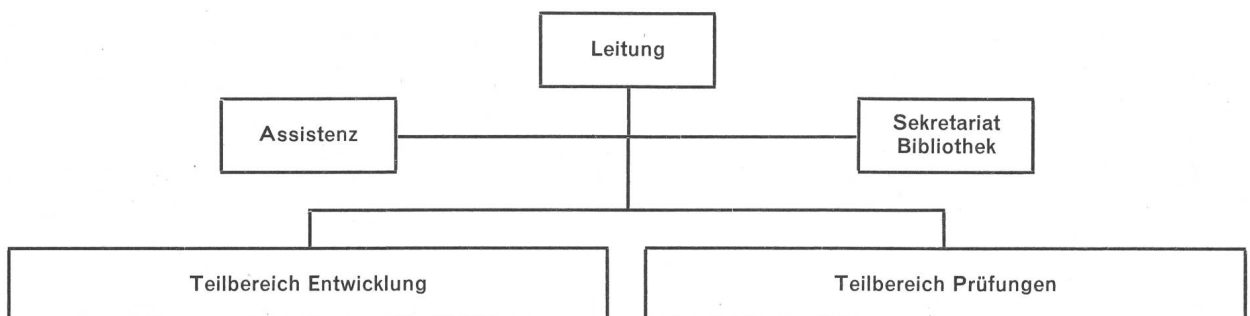 Leitung
Assistenz
Sekretariat
Bibliothek
Teilbereich Entwicklung
Teilbereich Prüfungen